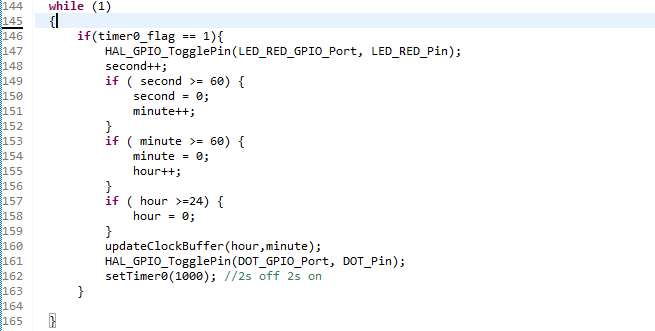 144 while (1)
145 {
146 if(timer0_flag == 1){
147 HAL_GPIO_TogglePin(LED_RED_GPIO_Port, LED_RED_Pin);
148 second++;
149 if ( second >= 60) {
150 second = 0;
151 minute++;
152 }
153 if ( minute >= 60) {
154 minute = 0;
155 hour++;
156 }
157 if ( hour >=24) {
158 hour = 0;
159 }
160 updateClockBuffer(hour,minute);
161 HAL_GPIO_TogglePin(DOT_GPIO_Port, DOT_Pin);
162 setTimer0(1000); //2s off 2s on
163 }
164
165 }